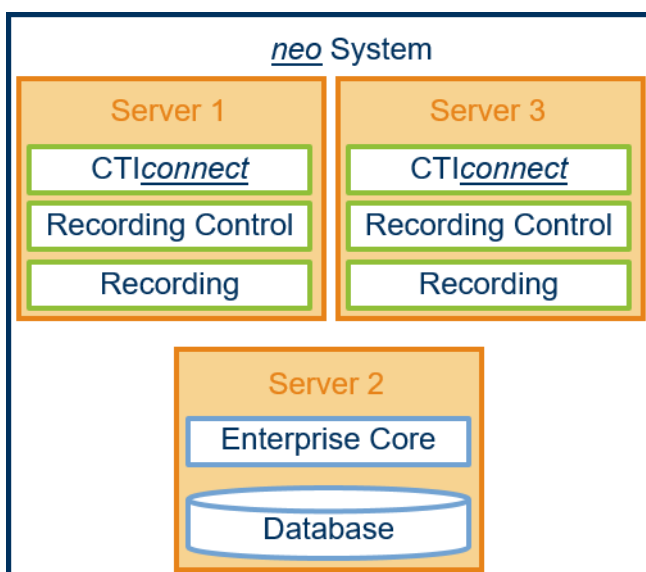 neo System
Server 1
CTIconnect
Recording Control
Recording
Server 3
CTIconnect
Recording Control
Recording
Server 2
Enterprise Core
Database